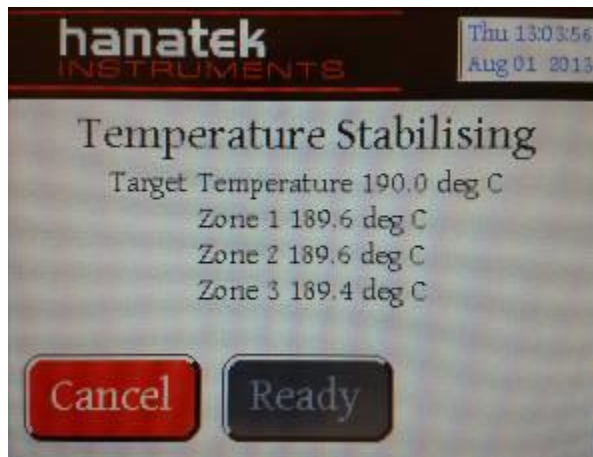 hanatek
INSTRUMENTS
Thu 13:03:56
Aug 01 2013
Temperature Stabilising
Target Temperature 190.0 deg C
Zone 1 189.6 deg C
Zone 2 189.6 deg C
Zone 3 189.4 deg C
Cancel
Ready